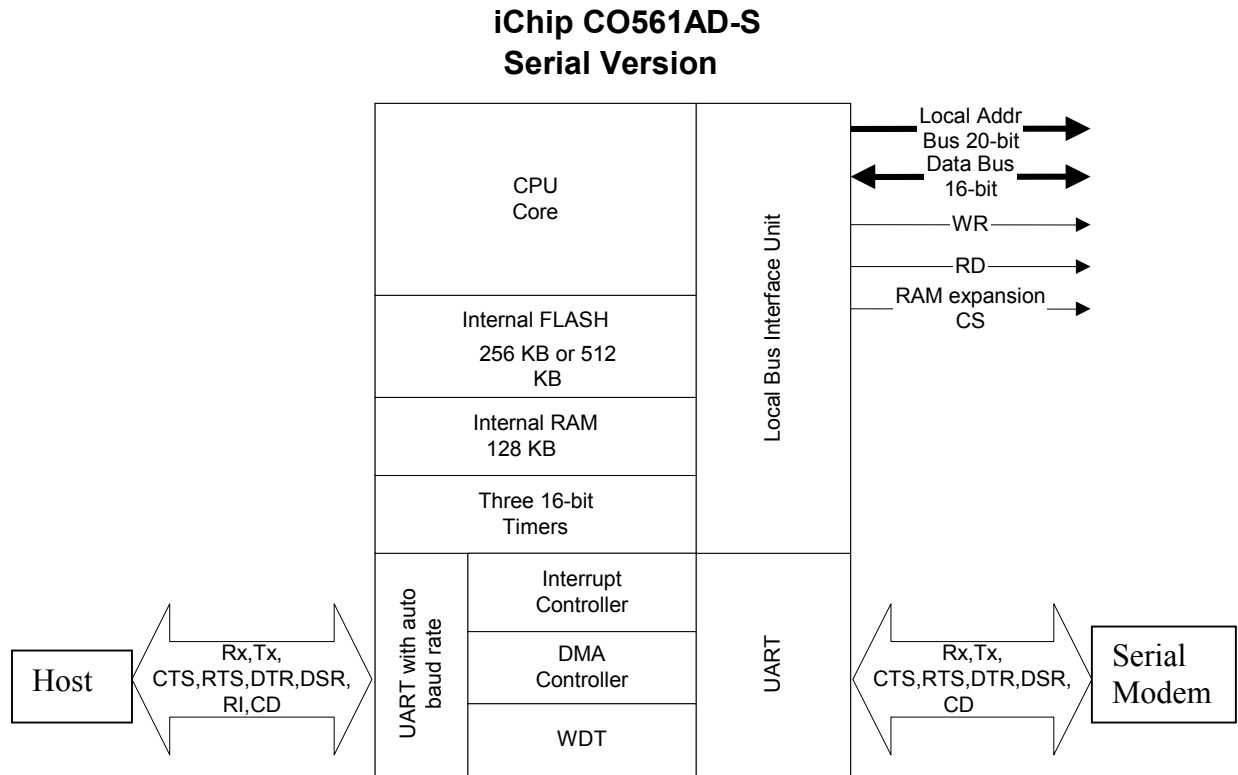 iChip CO561AD-S
Serial Version
CPU
Core
Internal FLASH
256 KB or 512
KB
Internal RAM
128 KB
Three 16-bit
Timers
Local Bus Interface Unit
Local Addr
Bus 20-bit
Data Bus
16-bit
WR
RD
RAM expansion
CS
Host
Rx,Tx,
CTS,RTS,DTR,DSR,
RI,CD
UART with auto
baud rate
Interrupt
Controller
DMA
Controller
WDT
UART
Rx,Tx,
CTS,RTS,DTR,DSR,
CD
Serial
Modem